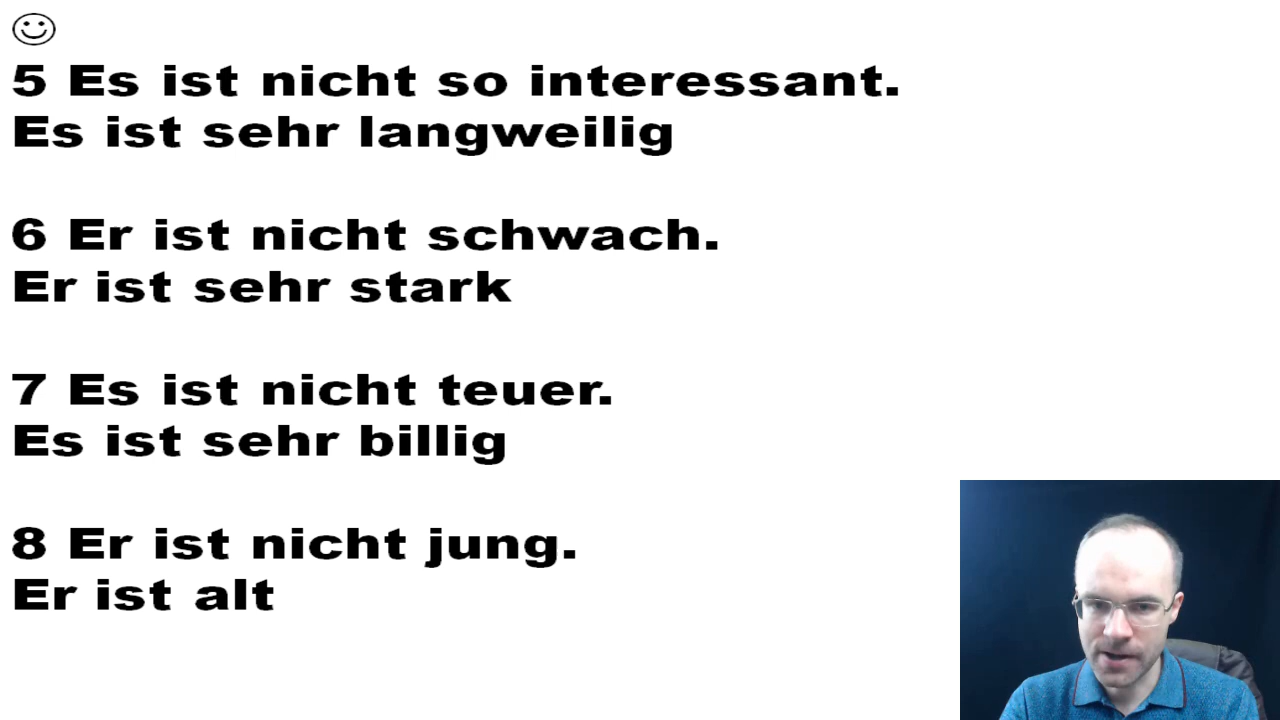 5 Es ist nicht so interessant.
Es ist sehr langweilig
6 Er ist nicht schwach.
Er ist sehr stark
7 Es ist nicht teuer.
Es ist sehr billig
8 Er ist nicht jung.
Er ist alt